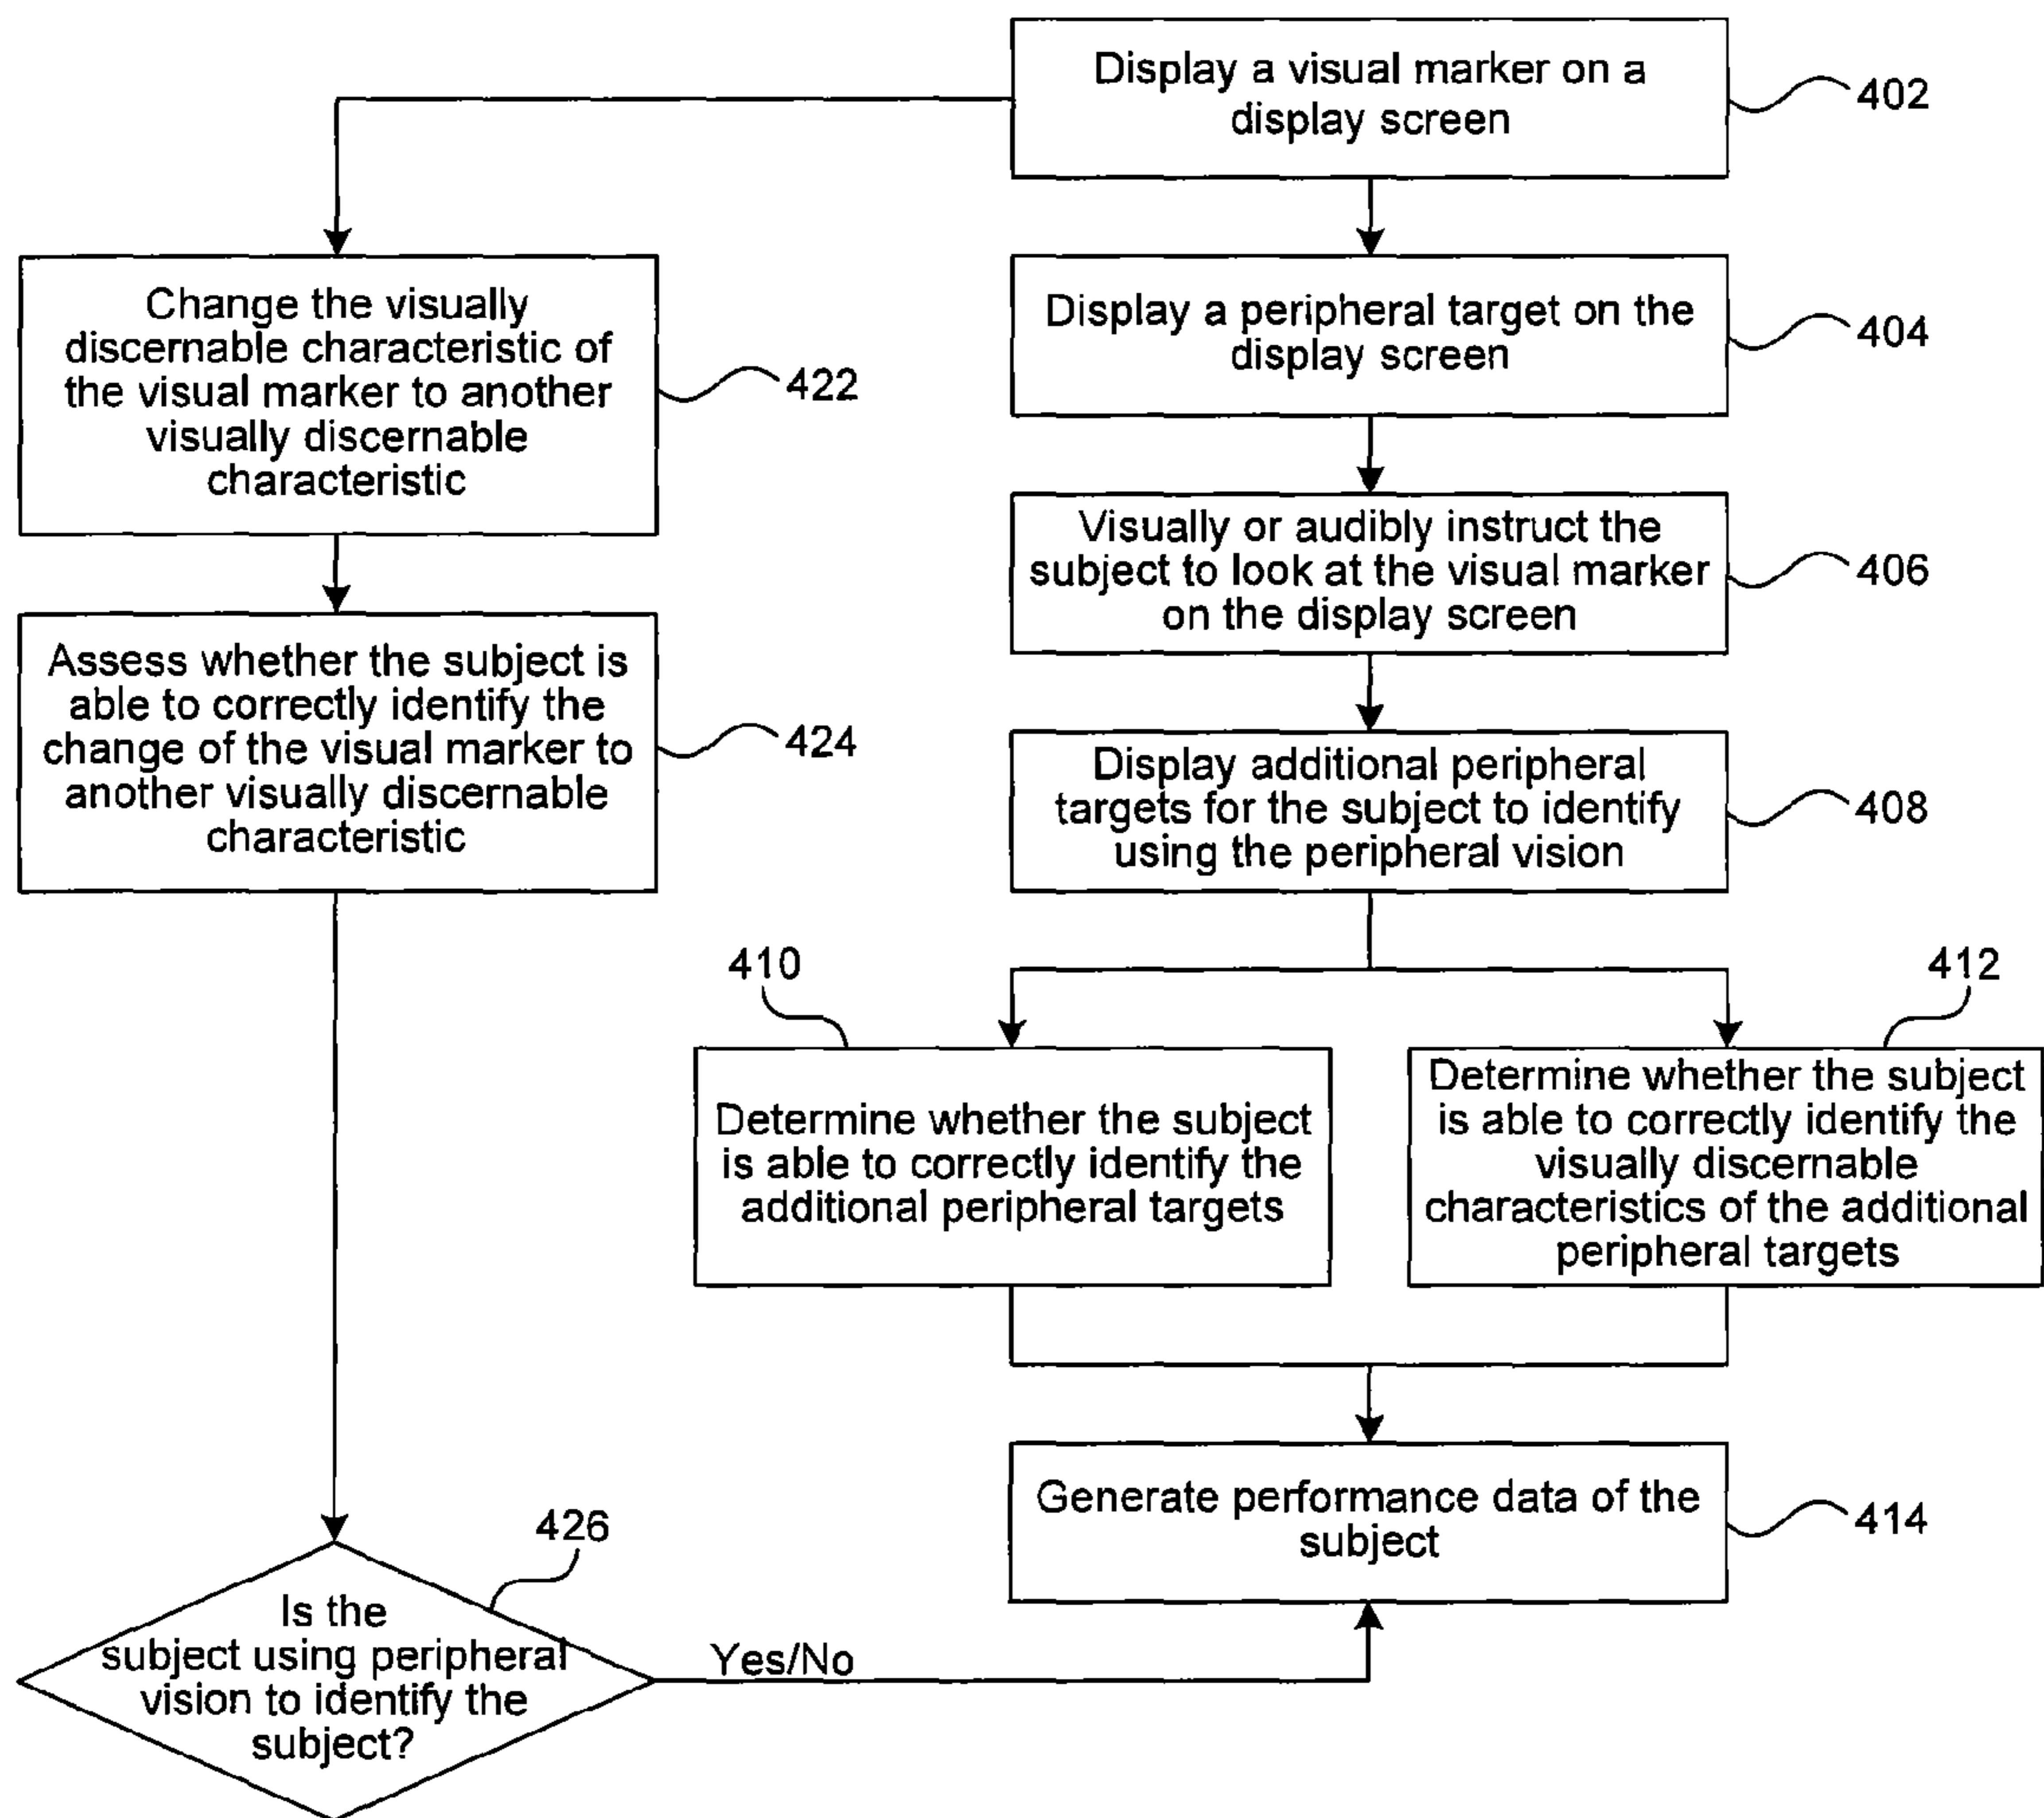 Display a visual marker on a
display screen
402
Change the visually
discernable characteristic of
the visual marker to another
visually discernable
characteristic
422
Display a peripheral target on the
display screen
404
Visually or audibly instruct the
subject to look at the visual marker
on the display screen
406
Assess whether the subject is
able to correctly identify the
change of the visual marker to
another visually discernable
characteristic
424
Display additional peripheral
targets for the subject to identify
using the peripheral vision
408
410
412
Determine whether the subject
is able to correctly identify the
additional peripheral targets
Determine whether the subject
is able to correctly identify the
visually discernable
characteristics of the additional
peripheral targets
Generate performance data of the
subject
414
426
Is the
subject using peripheral
vision to identify the
subject?
Yes/No